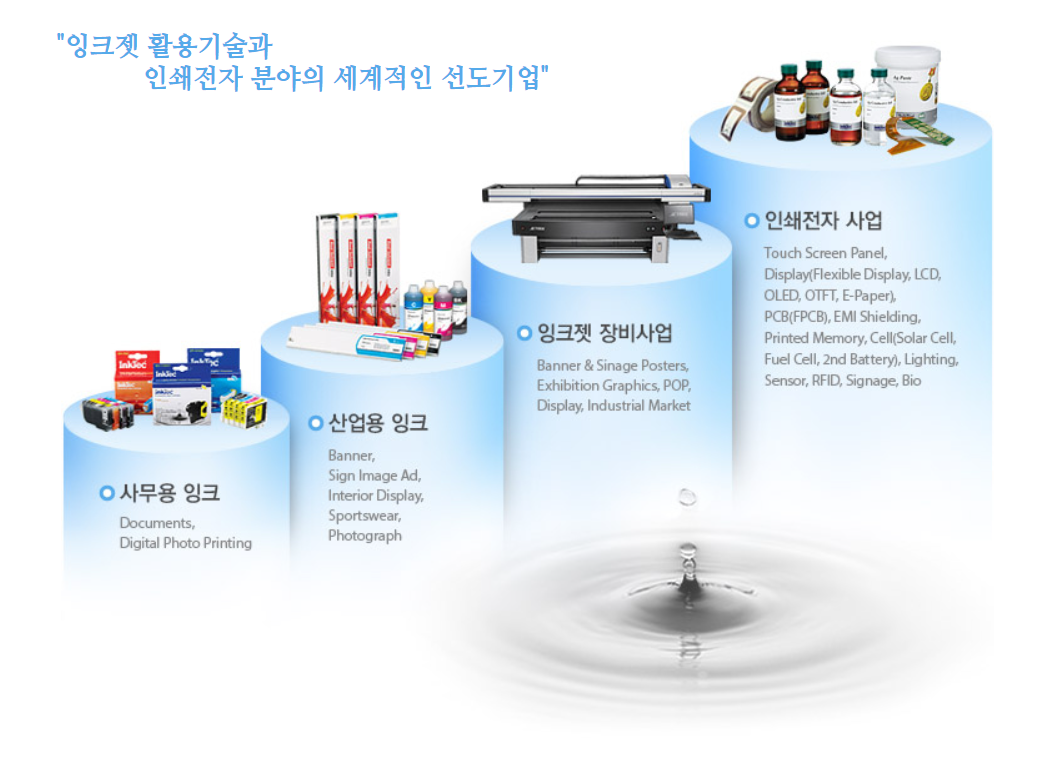 "잉크젯 활용기술과
인쇄전자 분야의 세계적인 선도기업"
인쇄전자 사업
Touch Screen Panel,
Display(Flexible Display, LCD,
OLED, OTFT, E-Paper),
PCB(FPCB), EMI Shielding,
Printed Memory, Cell(Solar Cell,
Fuel Cell, 2nd Battery), Lighting,
Sensor, RFID, Signage, Bio
잉크젯 장비사업
Banner & Sinage Posters,
Exhibition Graphics, POP,
Display, Industrial Market
산업용 잉크
Banner,
Sign Image Ad,
Interior Display,
Sportswear,
Photograph
사무용 잉크
Documents,
Digital Photo Printing
InkTec
InkTec
InkTec